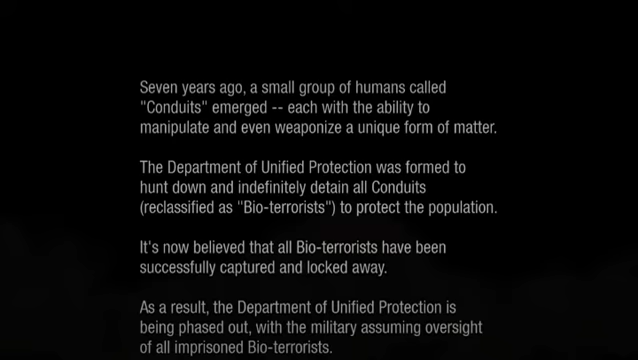 Seven years ago, a small group of humans called
"Conduits" emerged -- each with the ability to
manipulate and even weaponize a unique form of matter.
The Department of Unified Protection was formed to
hunt down and indefinitely detain all Conduits
(reclassified as "Bio-terrorists") to protect the population.
It's now believed that all Bio-terrorists have been
successfully captured and locked away.
As a result, the Department of Unified Protection is
being phased out, with the military assuming oversight
of all imprisoned Bio-terrorists.